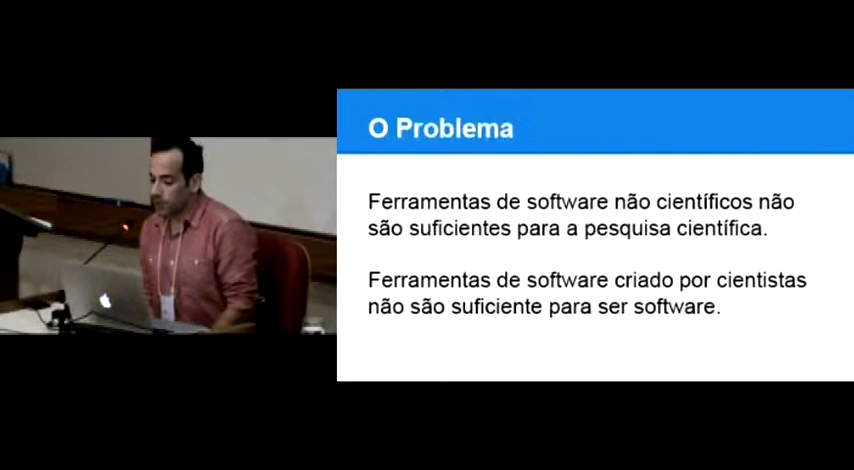 O Problema
Ferramentas de software não científicos não
são suficientes para a pesquisa científica.
Ferramentas de software criado por cientistas
não são suficiente para ser software.